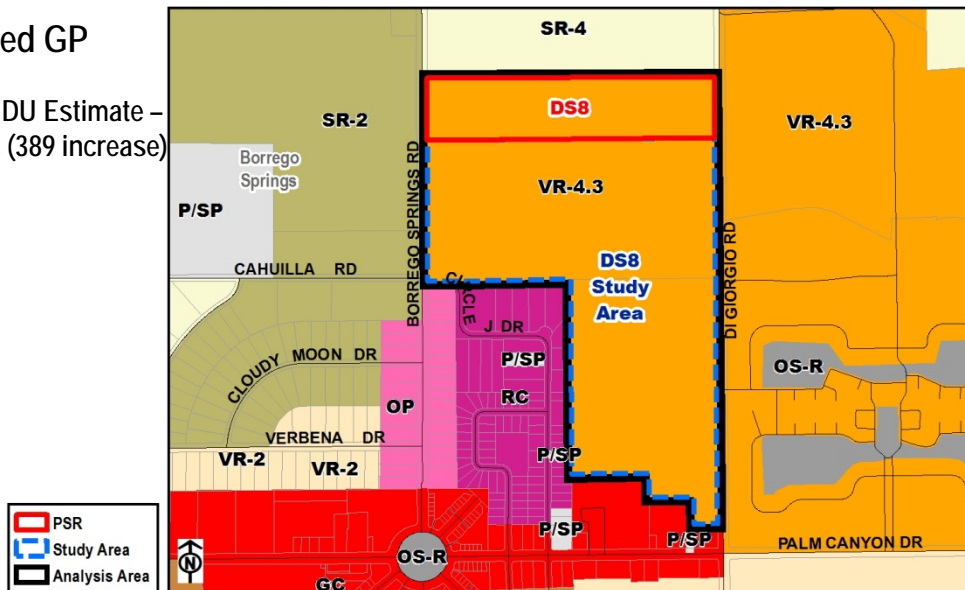 ed GP
DU Estimate –
(389 increase)
SR-4
DS8
SR-2
VR-4.3
Borrego
Springs
VR-4.3
P/SP
BORREGO SPRINGS RD
DS8
Study
Area
DI GIORGIO RD
CAHUILLA RD
CIRCLE
J DR
CLOUDY MOON DR
P/SP
OS-R
OP
RC
VERBENA DR
VR-2
VR-2
P/SP
PSR
Study Area
Analysis Area
N
P/SP
P/SP
PALM CANYON DR
OS-R
GC